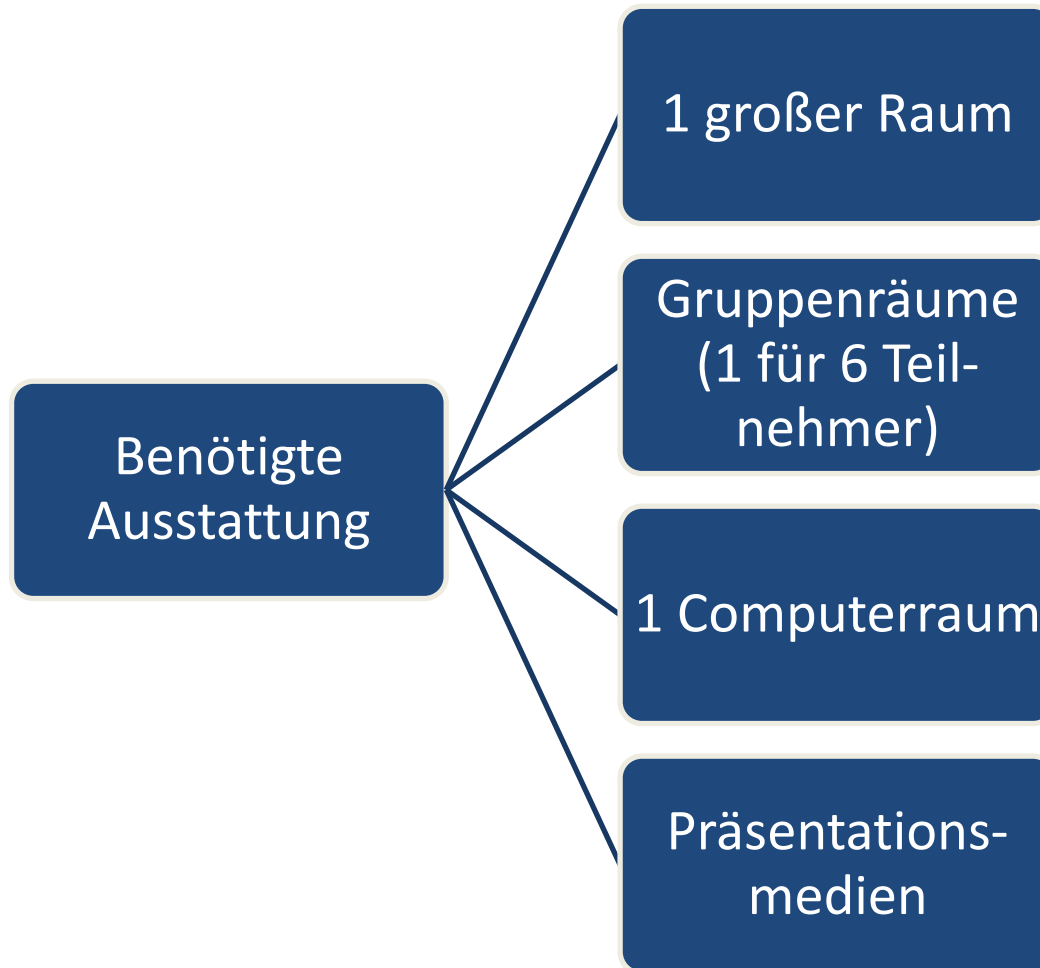 Benötigte
Ausstattung
1 großer Raum
Gruppenräume
(1 für 6 Teil-
nehmer)
1 Computerraum
Präsentations-
medien